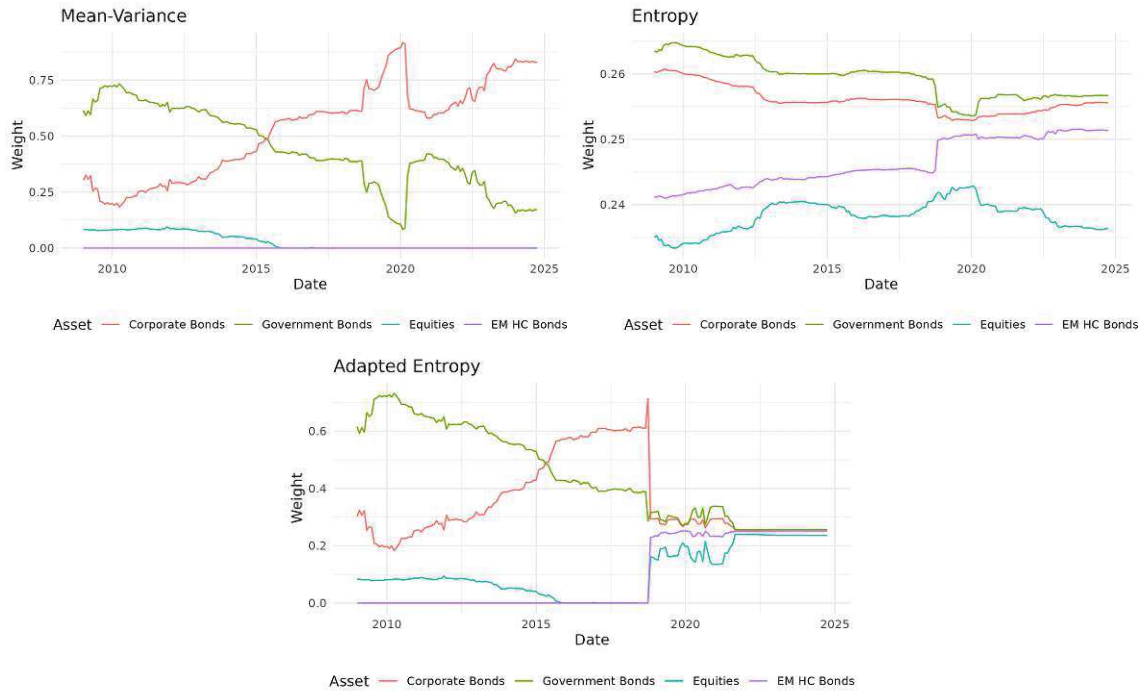 Mean-Variance
Weight
0.75
0.50
0.25
0.00
2010 2015 2020 2025
Date
Asset Corporate Bonds Government Bonds Equities EM HC Bonds
Entropy
Weight
0.26
0.25
0.24
2010 2015 2020 2025
Date
Asset Corporate Bonds Government Bonds Equities EM HC Bonds
Adapted Entropy
Weight
0.6
0.4
0.2
0.0
2010 2015 2020 2025
Date
Asset Corporate Bonds Government Bonds Equities EM HC Bonds